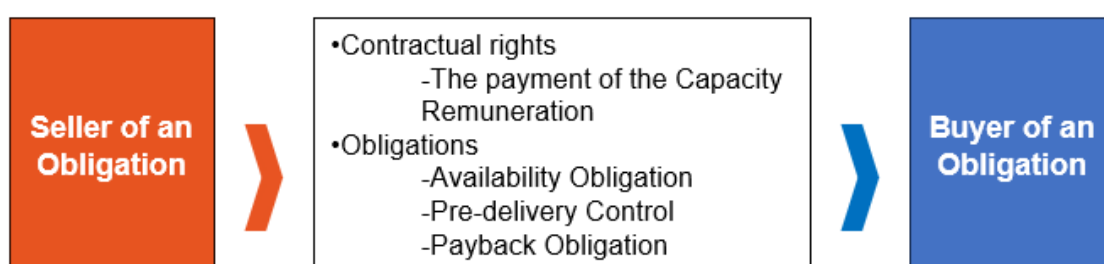 Seller of an
Obligation
•Contractual rights
-The payment of the Capacity
Remuneration
•Obligations
-Availability Obligation
-Pre-delivery Control
-Payback Obligation
Buyer of an
Obligation